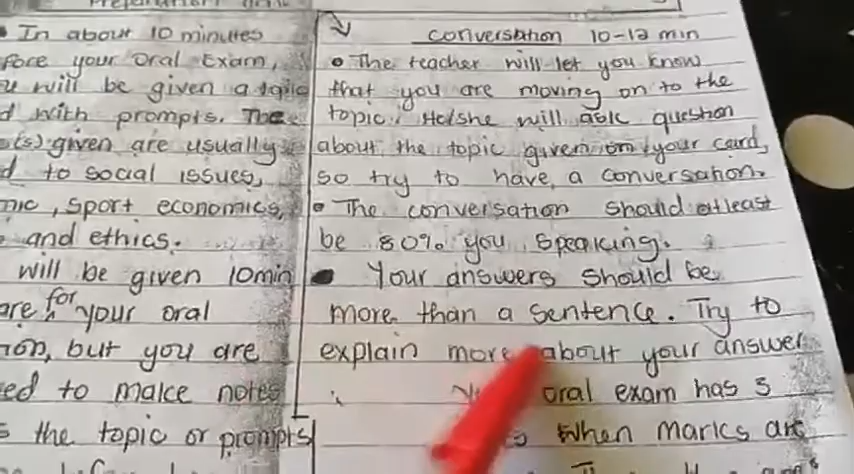 • In about 10 minutes
fore your oral Exam,
u will be given a topic
d with prompts. The
(s) given are usually
d to social issues,
mic, sport economics,
and ethics.
will be given 10min
are for your oral
ion, but you are
ed to make notes
s the topic or prompts
conversation 10-12 min
• The teacher will let you know
that you are moving on to the
topic. He/she will ask question
about the topic given on your card,
so try to have a conversation.
• The conversation should atleast
be 80% you speaking.
• Your answers should be
more than a sentence. Try to
explain more about your answer
oral exam has 3
When marks are